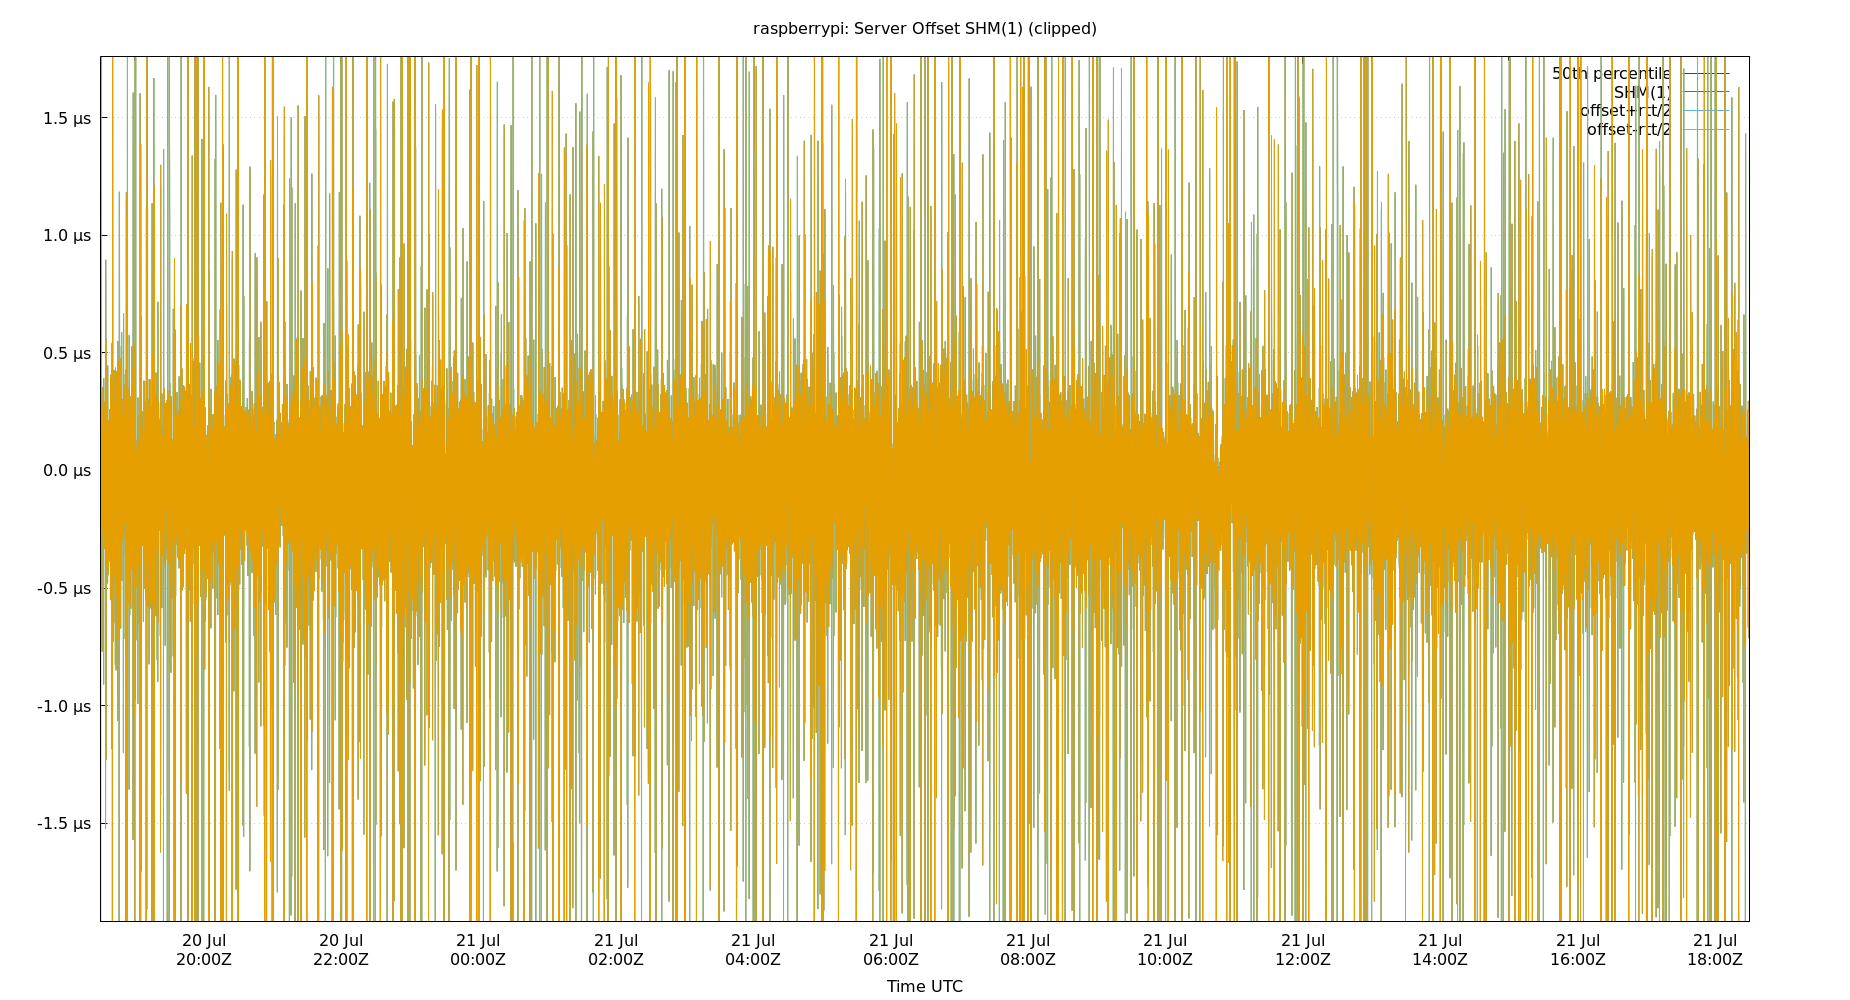 raspberrypi: Server Offset SHM(1) (clipped)
50th percentile
SHM(1)
offset+rtt/2
offset-rtt/2
1.5 µs
1.0 µs
0.5 µs
0.0 µs
-0.5 µs
-1.0 µs
-1.5 µs
20 Jul 20 Jul 21 Jul 21 Jul 21 Jul 21 Jul 21 Jul 21 Jul 21 Jul 21 Jul 21 Jul 21 Jul
20:00Z 22:00Z 00:00Z 02:00Z 04:00Z 06:00Z 08:00Z 10:00Z 12:00Z 14:00Z 16:00Z 18:00Z
Time UTC